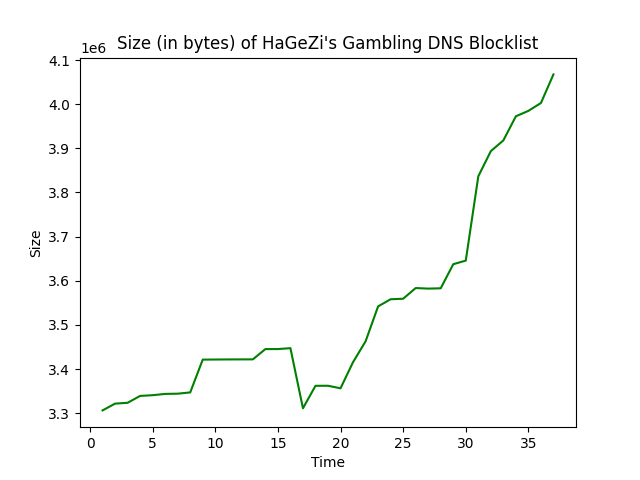 Size (in bytes) of HaGeZi's Gambling DNS Blocklist
1e6
4.1
4.0
3.9
3.8
3.7
3.6
3.5
3.4
3.3
Size
0 5 10 15 20 25 30 35
Time